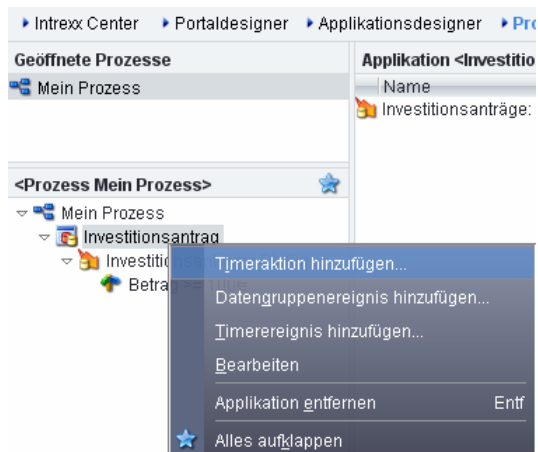 Intrexx Center Portaldesigner Applikationsdesigner
Geöffnete Prozesse
Mein Prozess
Applikation
Name
Investitionsanträge:
<Prozess Mein Prozess>
Mein Prozess
Investitionsantrag
Betrag
Timeraktion hinzufügen...
Datengruppenereignis hinzufügen...
Timerereignis hinzufügen...
Bearbeiten
Applikation entfernen Entf
Alles aufklappen